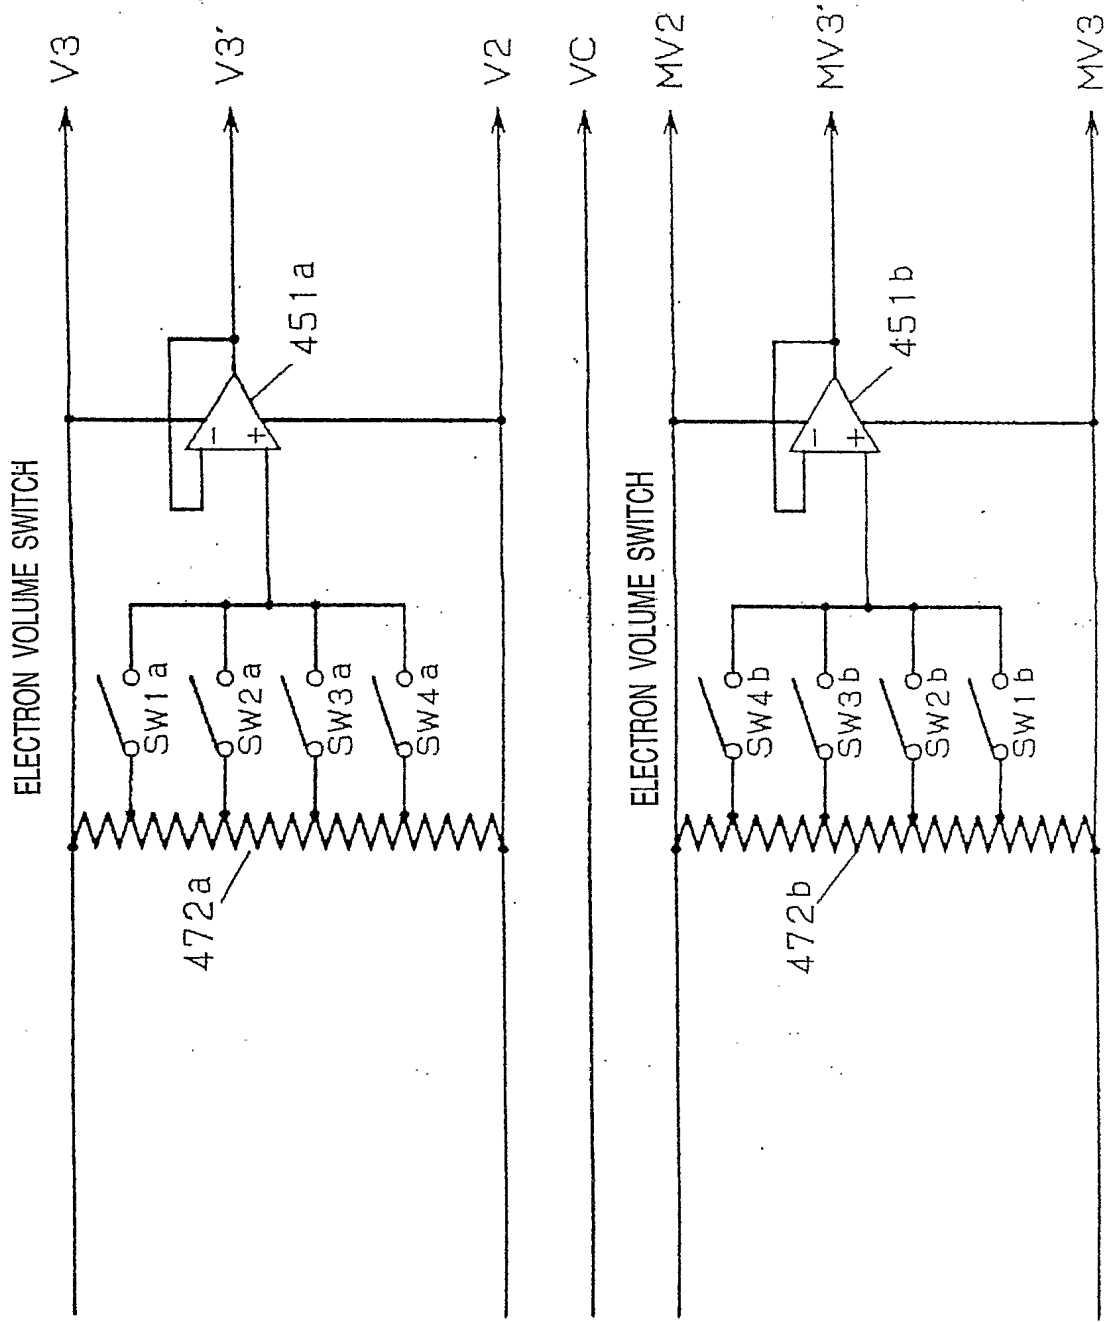 V3
V3'
V2
VC
MV2
MV3'
MV3
ELECTRON VOLUME SWITCH
451a
-
+
SW1a
SW2a
SW3a
SW4a
472a
ELECTRON VOLUME SWITCH
451b
-
+
SW4b
SW3b
SW2b
SW1b
472b